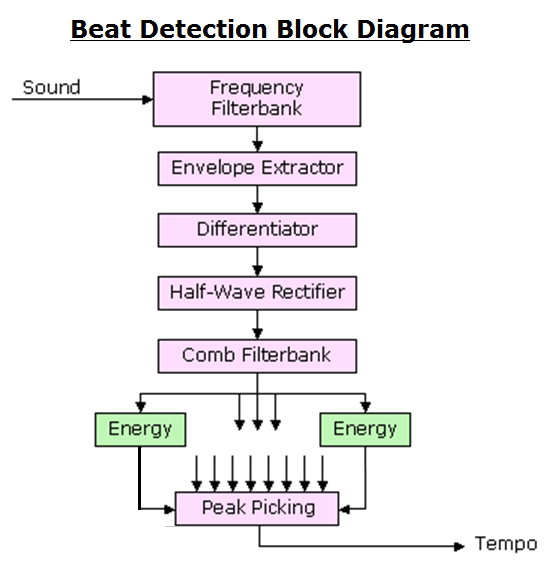 Beat Detection Block Diagram
Sound
Frequency
Filterbank
Envelope Extractor
Differentiator
Half-Wave Rectifier
Comb Filterbank
Energy
Energy
Peak Picking
Tempo